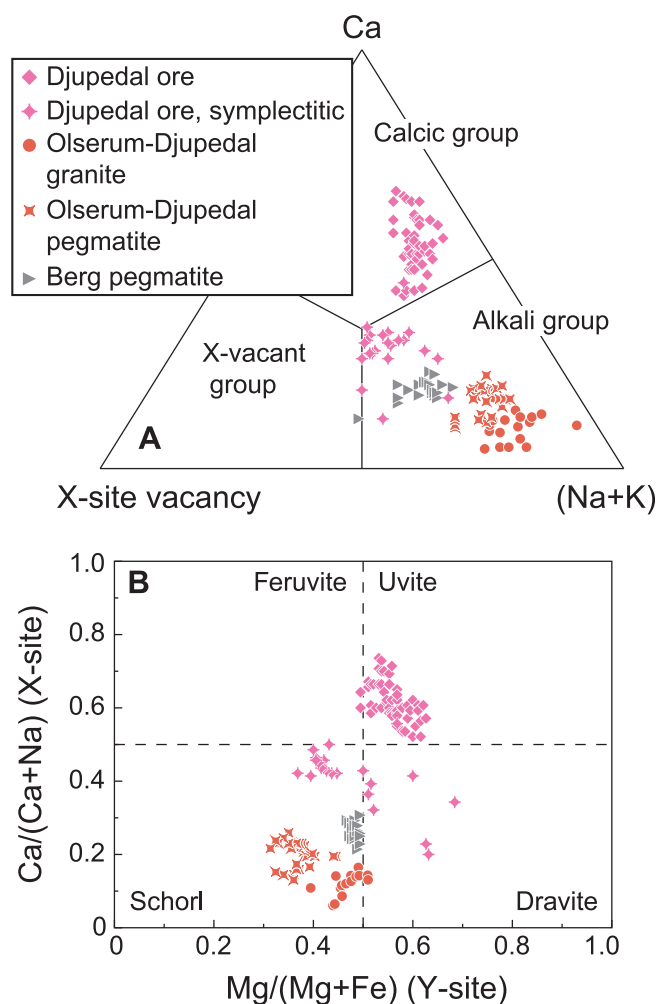 Ca
Djupedal ore
Djupedal ore, symplectitic
Olserum-Djupedal
granite
Olserum-Djupedal
pegmatite
Berg pegmatite
Calcic group
Alkali group
X-vacant
group
A
X-site vacancy
(Na+K)
B
Feruvite
Uvite
Schorl
Dravite
1.0
0.8
0.6
0.4
0.2
0
Ca/(Ca+Na) (X-site)
0
0.2
0.4
0.6
0.8
1.0
Mg/(Mg+Fe) (Y-site)